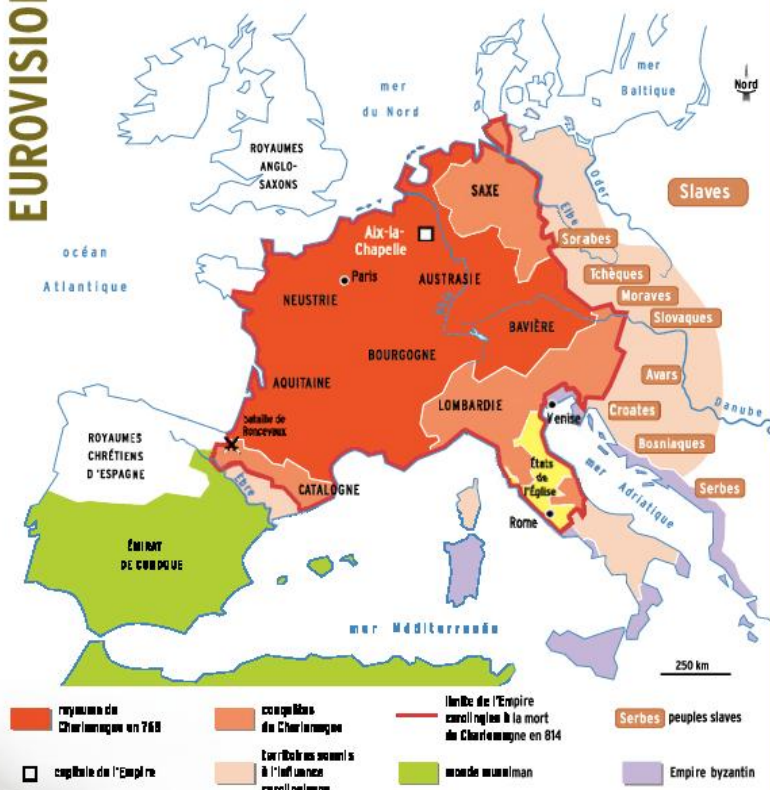 EUROVISION
mer
du Nord
mer
Baltique
Nord
ROYAUMES
ANGLO-
SAXONS
SAXE
Oder
Elbe
Slaves
océan
Atlantique
Aix-la-
Chapelle
Sorabes
Paris
AUSTRASIE
Tchèques
NEUSTRIE
Moraves
Slovaques
BAVIÈRE
BOURGOGNE
Avars
AQUITAINE
LOMBARDIE
Venise
Danube
Croates
bataille de
Roncevaux
Bosniaques
ROYAUMES
CHRÉTIENS
D'ESPAGNE
États
de
l'Église
mer Adriatique
Èbre
CATALOGNE
Serbes
Rome
ÉMIRAT
DE CORDOUE
mer Méditerranée
250 km
royaume de
Charlemagne en 768
conquêtes
de Charlemagne
limite de l'Empire
carolingien à la mort
de Charlemagne en 814
Serbes
peuples slaves
capitale de l'Empire
territoires soumis
à l'influence
carolingienne
monde musulman
Empire byzantin